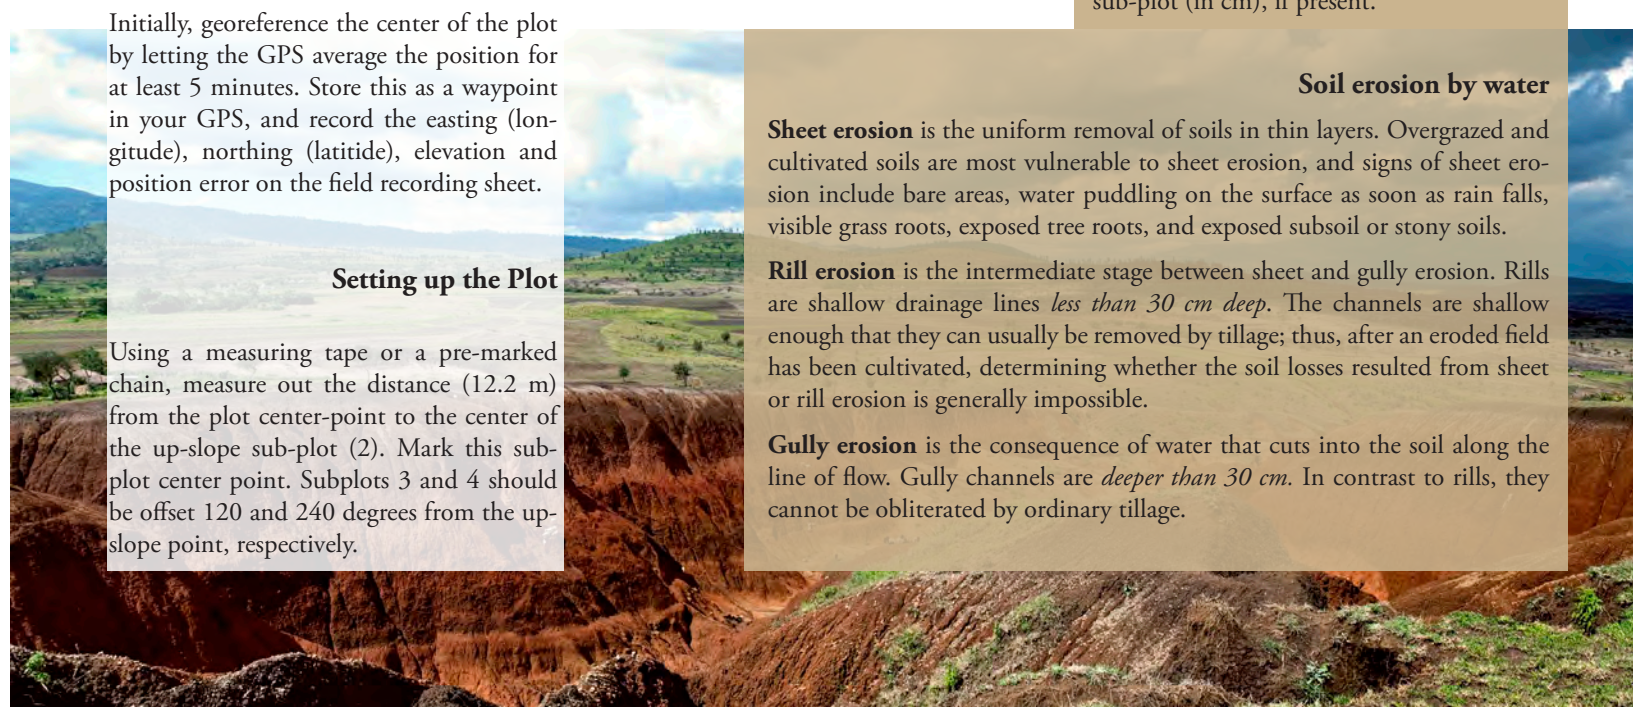 Initially, georeference the center of the plot
by letting the GPS average the position for
at least 5 minutes. Store this as a waypoint
in your GPS, and record the easting (lon-
gitude), northing (latitide), elevation and
position error on the field recording sheet.
Setting up the Plot
Using a measuring tape or a pre-marked
chain, measure out the distance (12.2 m)
from the plot center-point to the center of
the up-slope sub-plot (2). Mark this sub-
plot center point. Subplots 3 and 4 should
be offset 120 and 240 degrees from the up-
slope point, respectively.
sub-plot (in cm), if present.
Soil erosion by water
Sheet erosion is the uniform removal of soils in thin layers. Overgrazed and
cultivated soils are most vulnerable to sheet erosion, and signs of sheet ero-
sion include bare areas, water puddling on the surface as soon as rain falls,
visible grass roots, exposed tree roots, and exposed subsoil or stony soils.
Rill erosion is the intermediate stage between sheet and gully erosion. Rills
are shallow drainage lines less than 30 cm deep. The channels are shallow
enough that they can usually be removed by tillage; thus, after an eroded field
has been cultivated, determining whether the soil losses resulted from sheet
or rill erosion is generally impossible.
Gully erosion is the consequence of water that cuts into the soil along the
line of flow. Gully channels are deeper than 30 cm. In contrast to rills, they
cannot be obliterated by ordinary tillage.